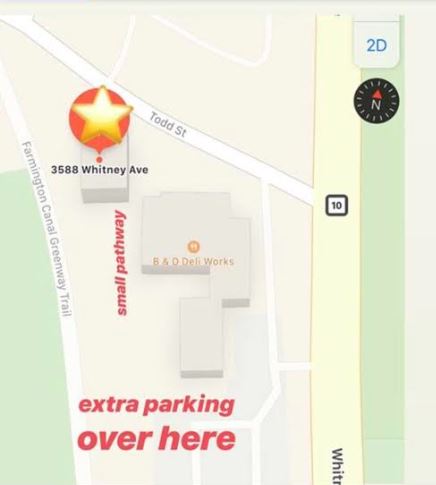 2D
N
Todd St
3588 Whitney Ave
Farmington Canal Greenway Trail
10
small pathway
B & O Deli Works
extra parking
over here
Whitn